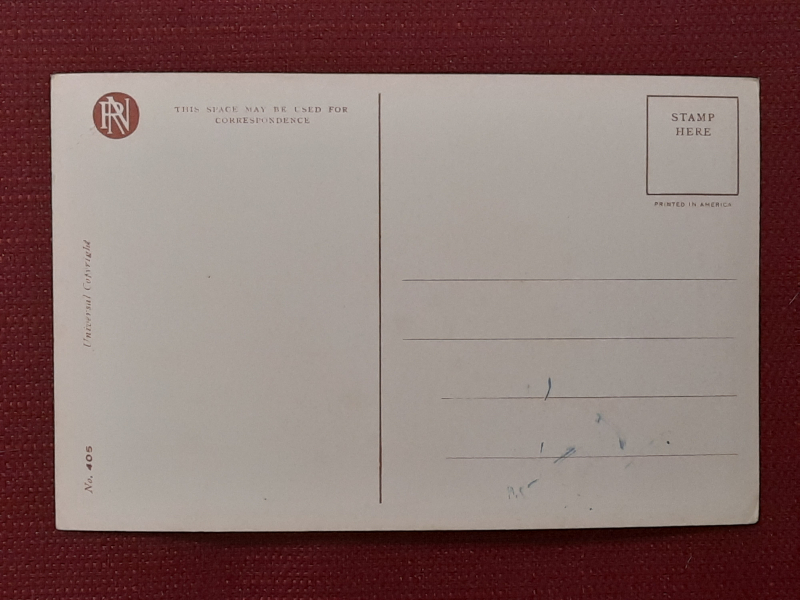 RN
THIS SPACE MAY BE USED FOR
CORRESPONDENCE
STAMP
HERE
PRINTED IN AMERICA
Universal Copyright
No. 405